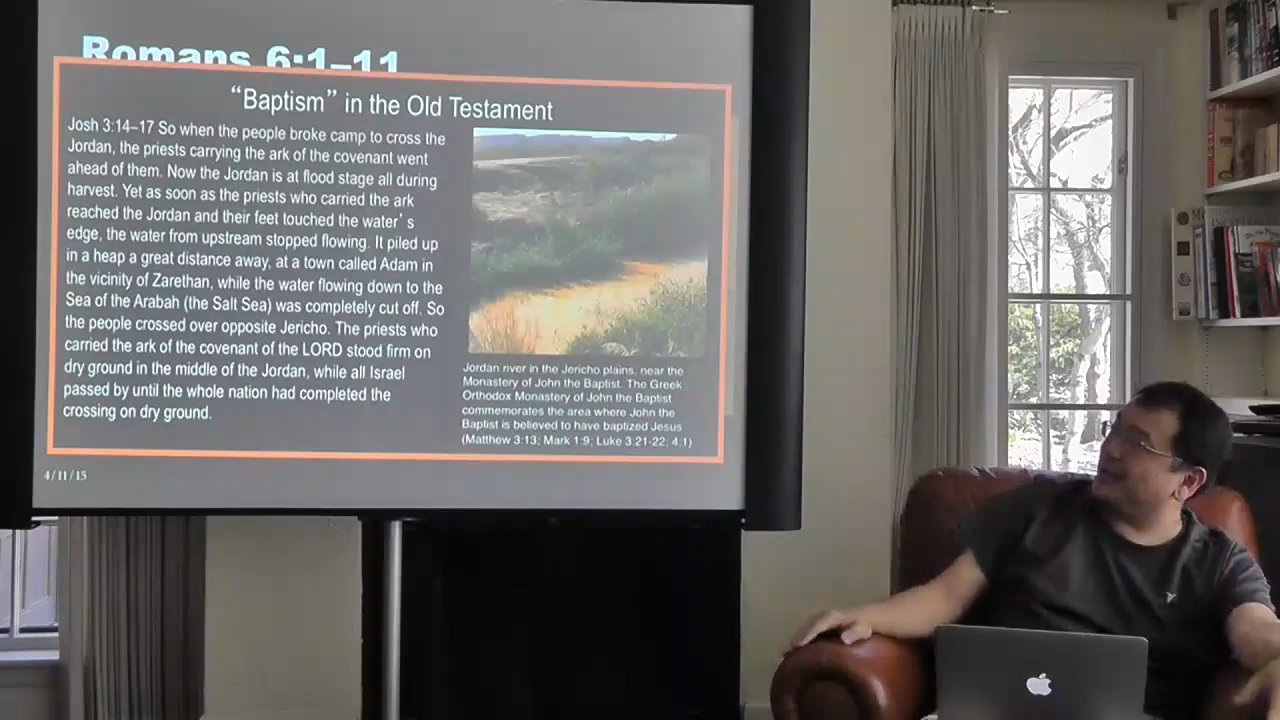 Romans 6:1–11
“Baptism” in the Old Testament
Josh 3:14–17 So when the people broke camp to cross the
Jordan, the priests carrying the ark of the covenant went
ahead of them. Now the Jordan is at flood stage all during
harvest. Yet as soon as the priests who carried the ark
reached the Jordan and their feet touched the water’s
edge, the water from upstream stopped flowing. It piled up
in a heap a great distance away, at a town called Adam in
the vicinity of Zarethan, while the water flowing down to the
Sea of the Arabah (the Salt Sea) was completely cut off. So
the people crossed over opposite Jericho. The priests who
carried the ark of the covenant of the LORD stood firm on
dry ground in the middle of the Jordan, while all Israel
passed by until the whole nation had completed the
crossing on dry ground.
Jordan river in the Jericho plains, near the
Monastery of John the Baptist. The Greek
Orthodox Monastery of John the Baptist
commemorates the area where John the
Baptist is believed to have baptized Jesus
(Matthew 3:13; Mark 1:9; Luke 3:21-22; 4:1)
4/11/15